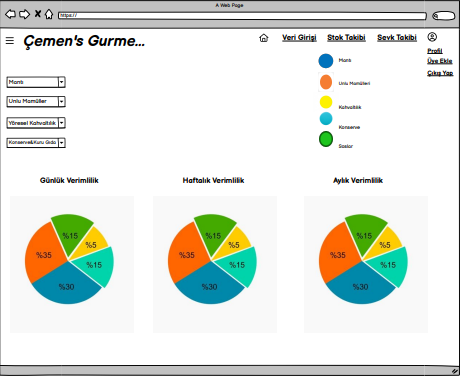 A Web Page
https://
Çemen's Gurme...
Veri Girişi
Stok Takibi
Sevk Takibi
Profil
Üye Ekle
Çıkış Yap
Mantı
Unlu Mamülleri
Kahvaltılık
Konserve
Soslar
Mantı
Unlu Mamüller
Yöresel Kahvaltılık
Konserve&Kuru Gıda
Günlük Verimlilik
Haftalık Verimlilik
Aylık Verimlilik
%15
%5
%35
%15
%30
%15
%5
%35
%15
%30
%15
%5
%35
%15
%30